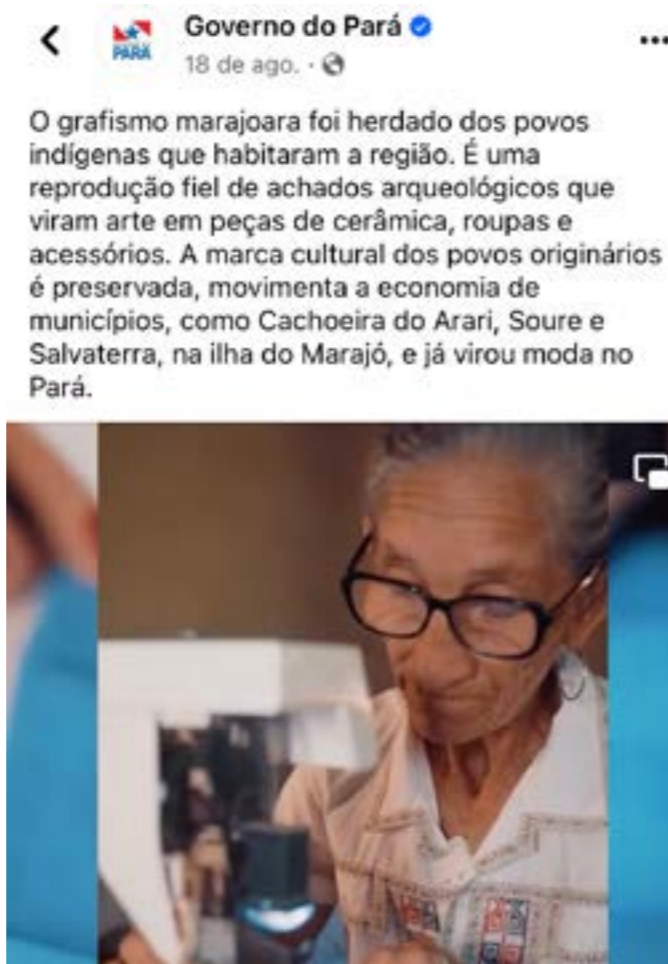 Governo do Pará
PARÁ
18 de ago. ·
O grafismo marajoara foi herdado dos povos
indígenas que habitaram a região. É uma
reprodução fiel de achados arqueológicos que
viram arte em peças de cerâmica, roupas e
acessórios. A marca cultural dos povos originários
é preservada, movimenta a economia de
municípios, como Cachoeira do Arari, Soure e
Salvaterra, na ilha do Marajó, e já virou moda no
Pará.